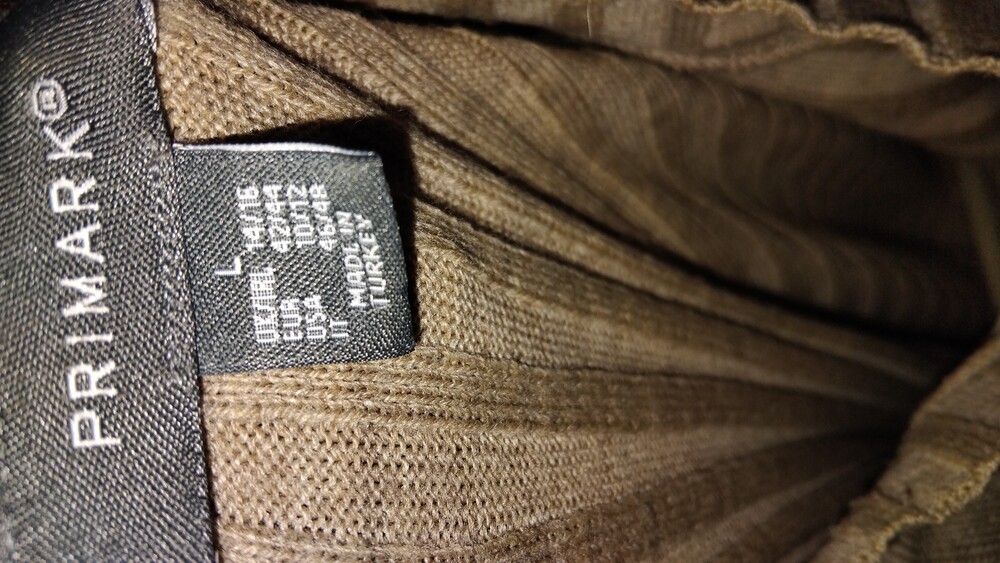 PRIMARK®
L
UK/IRL 14/16
EUR 42/44
USA 10/12
IT 46/48
MADE IN
TURKEY